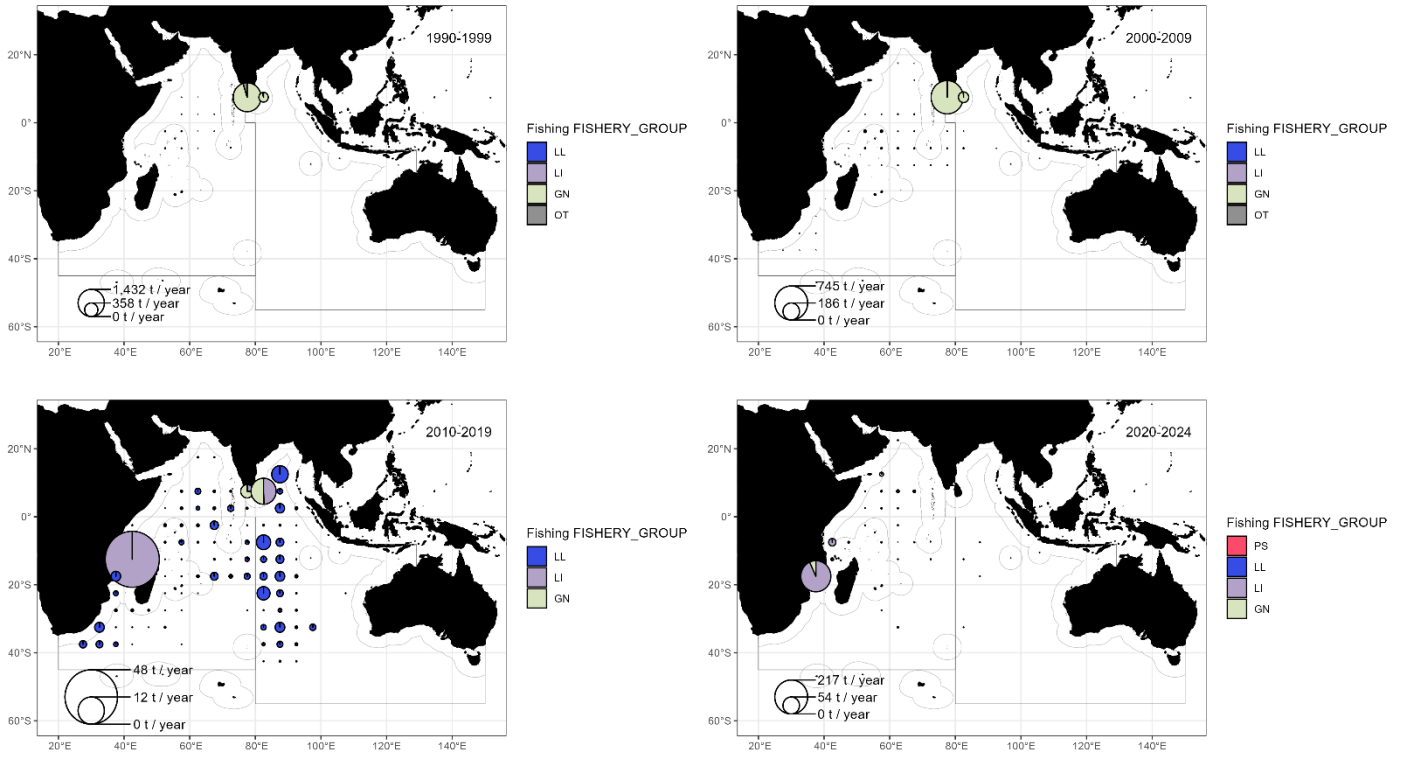 1990-1999
20°N
0°
20°S
40°S
60°S
1,432 t / year
358 t / year
0 t / year
20°E 40°E 60°E 80°E 100°E 120°E 140°E
Fishing FISHERY_GROUP
LL
LI
GN
OT
2000-2009
20°N
0°
20°S
40°S
60°S
745 t / year
186 t / year
0 t / year
20°E 40°E 60°E 80°E 100°E 120°E 140°E
Fishing FISHERY_GROUP
LL
LI
GN
OT
2010-2019
20°N
0°
20°S
40°S
60°S
48 t / year
12 t / year
0 t / year
20°E 40°E 60°E 80°E 100°E 120°E 140°E
Fishing FISHERY_GROUP
LL
LI
GN
2020-2024
20°N
0°
20°S
40°S
60°S
217 t / year
54 t / year
0 t / year
20°E 40°E 60°E 80°E 100°E 120°E 140°E
Fishing FISHERY_GROUP
PS
LL
LI
GN